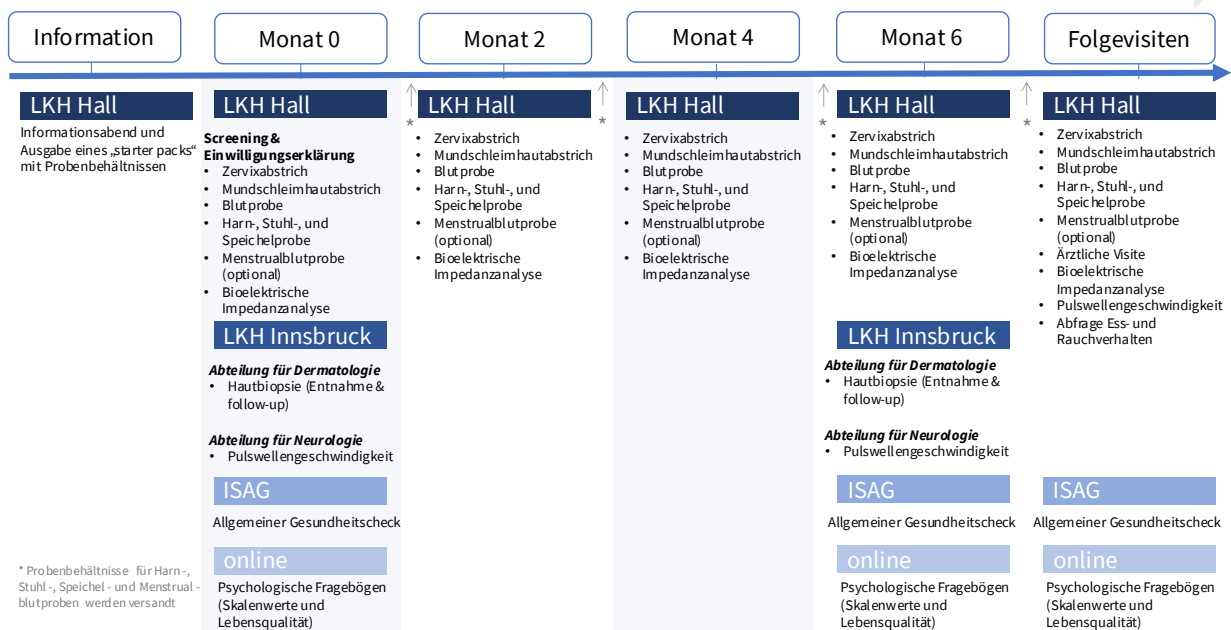 Information
Monat 0
Monat 2
Monat 4
Monat 6
Folgevisiten
LKH Hall
Informationsabend und
Ausgabe eines „starter packs“
mit Probenbehältnissen
LKH Hall
Screening &
Einwilligungserklärung
• Zervixabstrich
• Mundschleimhautabstrich
• Blutprobe
• Harn-, Stuhl-, und
Speichelprobe
• Menstrualblutprobe
(optional)
• Bioelektrische
Impedanzanalyse
LKH Innsbruck
Abteilung für Dermatologie
• Hautbiopsie (Entnahme &
follow-up)
Abteilung für Neurologie
• Pulswellengeschwindigkeit
ISAG
Allgemeiner Gesundheitscheck
online
Psychologische Fragebögen
(Skalenwerte und
Lebensqualität)
*
LKH Hall
• Zervixabstrich
• Mundschleimhautabstrich
• Blutprobe
• Harn-, Stuhl-, und
Speichelprobe
• Menstrualblutprobe
(optional)
• Bioelektrische
Impedanzanalyse
*
LKH Hall
• Zervixabstrich
• Mundschleimhautabstrich
• Blutprobe
• Harn-, Stuhl-, und
Speichelprobe
• Menstrualblutprobe
(optional)
• Bioelektrische
Impedanzanalyse
*
LKH Hall
• Zervixabstrich
• Mundschleimhautabstrich
• Blutprobe
• Harn-, Stuhl-, und
Speichelprobe
• Menstrualblutprobe
(optional)
• Bioelektrische
Impedanzanalyse
LKH Innsbruck
Abteilung für Dermatologie
• Hautbiopsie (Entnahme &
follow-up)
Abteilung für Neurologie
• Pulswellengeschwindigkeit
ISAG
Allgemeiner Gesundheitscheck
online
Psychologische Fragebögen
(Skalenwerte und
Lebensqualität)
*
LKH Hall
• Zervixabstrich
• Mundschleimhautabstrich
• Blutprobe
• Harn-, Stuhl-, und
Speichelprobe
• Menstrualblutprobe
(optional)
• Ärztliche Visite
• Bioelektrische
Impedanzanalyse
• Pulswellengeschwindigkeit
• Abfrage Ess- und
Rauchverhalten
ISAG
Allgemeiner Gesundheitscheck
online
Psychologische Fragebögen
(Skalenwerte und
Lebensqualität)
* Probenbehältnisse für Harn-,
Stuhl-, Speichel- und Menstrual-
blutproben werden versandt